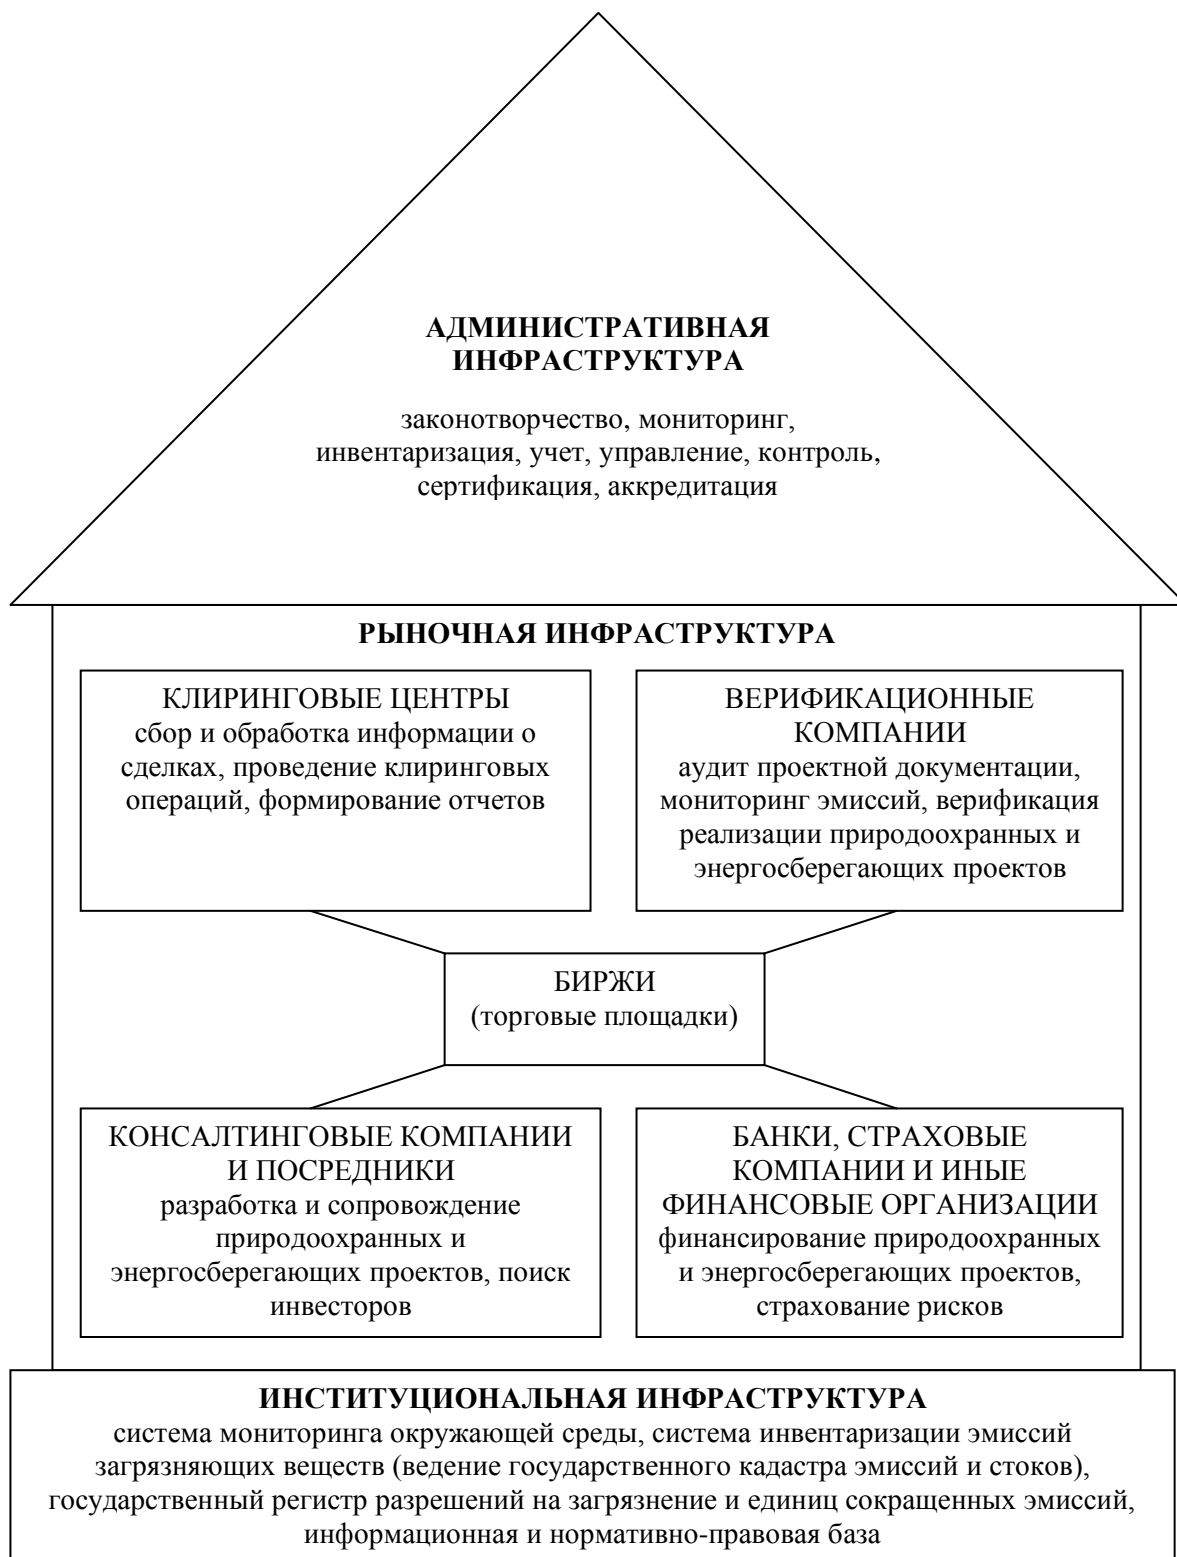 АДМИНИСТРАТИВНАЯ
ИНФРАСТРУКТУРА
законотворчество, мониторинг,
инвентаризация, учет, управление, контроль,
сертификация, аккредитация
РЫНОЧНАЯ ИНФРАСТРУКТУРА
КЛИРИНГОВЫЕ ЦЕНТРЫ
сбор и обработка информации о
сделках, проведение клиринговых
операций, формирование отчетов
ВЕРИФИКАЦИОННЫЕ
КОМПАНИИ
аудит проектной документации,
мониторинг эмиссий, верификация
реализации природоохранных и
энергосберегающих проектов
БИРЖИ
(торговые площадки)
КОНСАЛТИНГОВЫЕ КОМПАНИИ
И ПОСРЕДНИКИ
разработка и сопровождение
природоохранных и
энергосберегающих проектов, поиск
инвесторов
БАНКИ, СТРАХОВЫЕ
КОМПАНИИ И ИНЫЕ
ФИНАНСОВЫЕ ОРГАНИЗАЦИИ
финансирование природоохранных
и энергосберегающих проектов,
страхование рисков
ИНСТИТУЦИОНАЛЬНАЯ ИНФРАСТРУКТУРА
система мониторинга окружающей среды, система инвентаризации эмиссий
загрязняющих веществ (ведение государственного кадастра эмиссий и стоков),
государственный регистр разрешений на загрязнение и единиц сокращенных эмиссий,
информационная и нормативно-правовая база